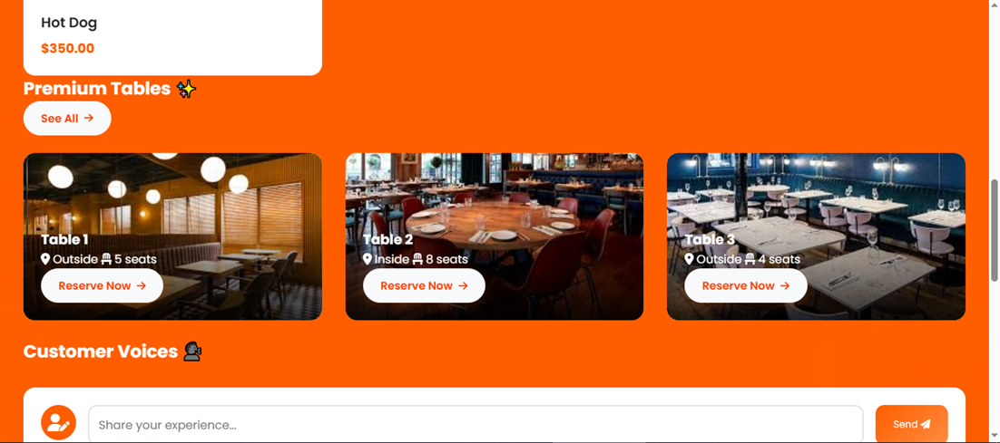 Hot Dog
$350.00
Premium Tables ✨
See All →
Table 1
Outside 5 seats
Reserve Now →
Table 2
Inside 8 seats
Reserve Now →
Table 3
Outside 4 seats
Reserve Now →
Customer Voices 🗣
Share your experience...
Send